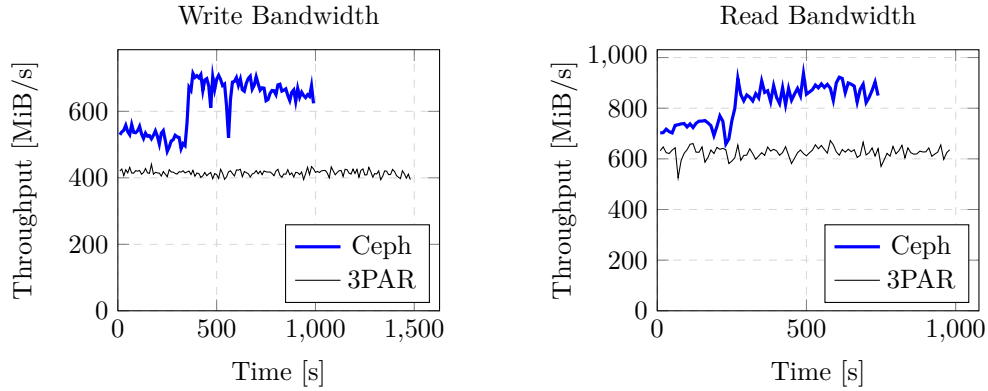 Write Bandwidth
Throughput [MiB/s]
600
400
200
0
0 500 1,000 1,500
Time [s]
Ceph
3PAR
Read Bandwidth
Throughput [MiB/s]
1,000
800
600
400
200
0
0 500 1,000
Time [s]
Ceph
3PAR